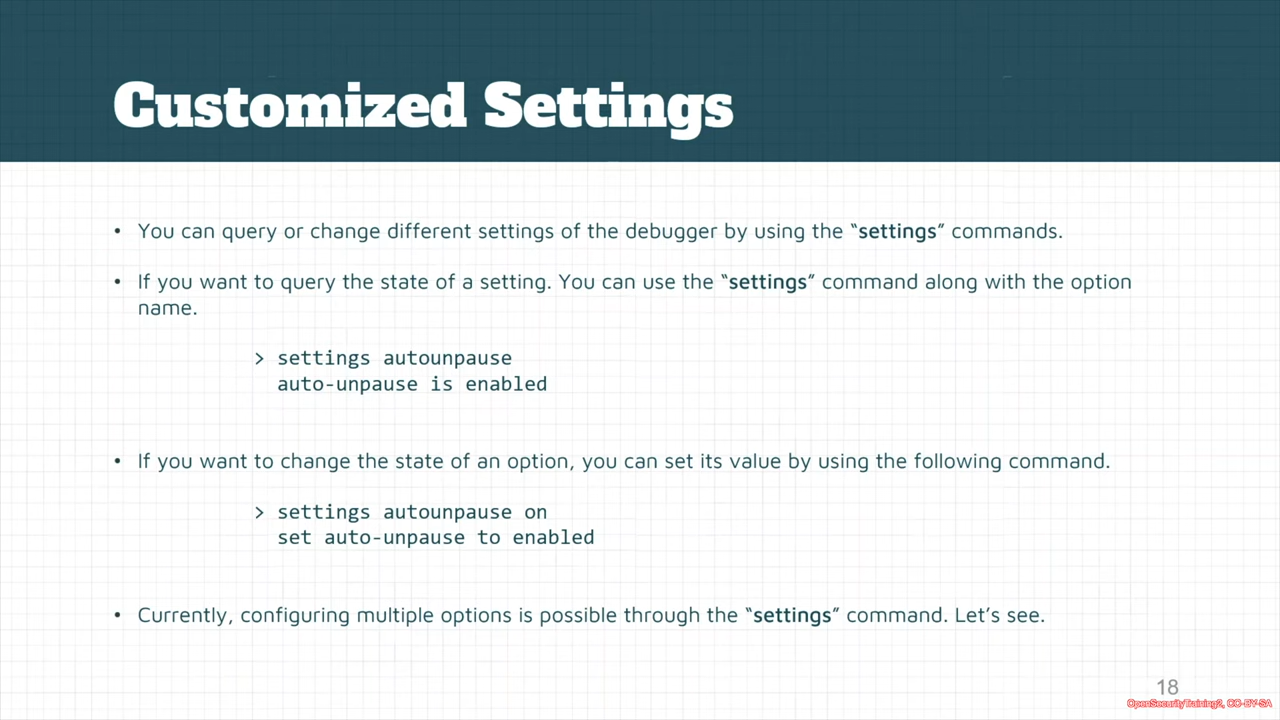 Customized Settings
• You can query or change different settings of the debugger by using the “settings” commands.
• If you want to query the state of a setting. You can use the “settings” command along with the option
name.
> settings autounpause
auto-unpause is enabled
• If you want to change the state of an option, you can set its value by using the following command.
> settings autounpause on
set auto-unpause to enabled
• Currently, configuring multiple options is possible through the “settings” command. Let’s see.
18
OpenSecurityTraining2, CC-BY-SA